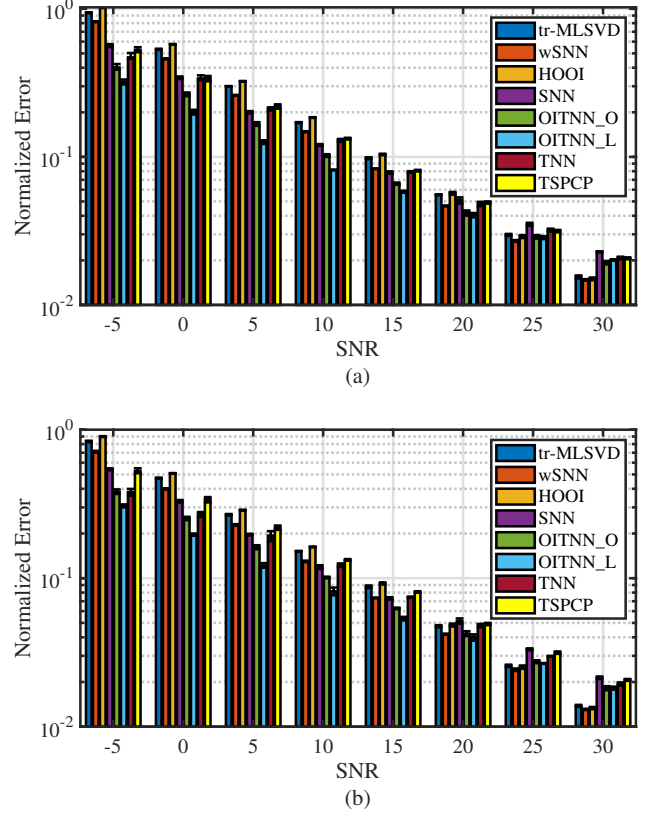 10^0
10^-1
10^-2
Normalized Error
tr-MLSVD
wSNN
HOOI
SNN
OITNN_O
OITNN_L
TNN
TSPCP
-5 0 5 10 15 20 25 30
SNR
(a)
10^0
10^-1
10^-2
Normalized Error
tr-MLSVD
wSNN
HOOI
SNN
OITNN_O
OITNN_L
TNN
TSPCP
-5 0 5 10 15 20 25 30
SNR
(b)